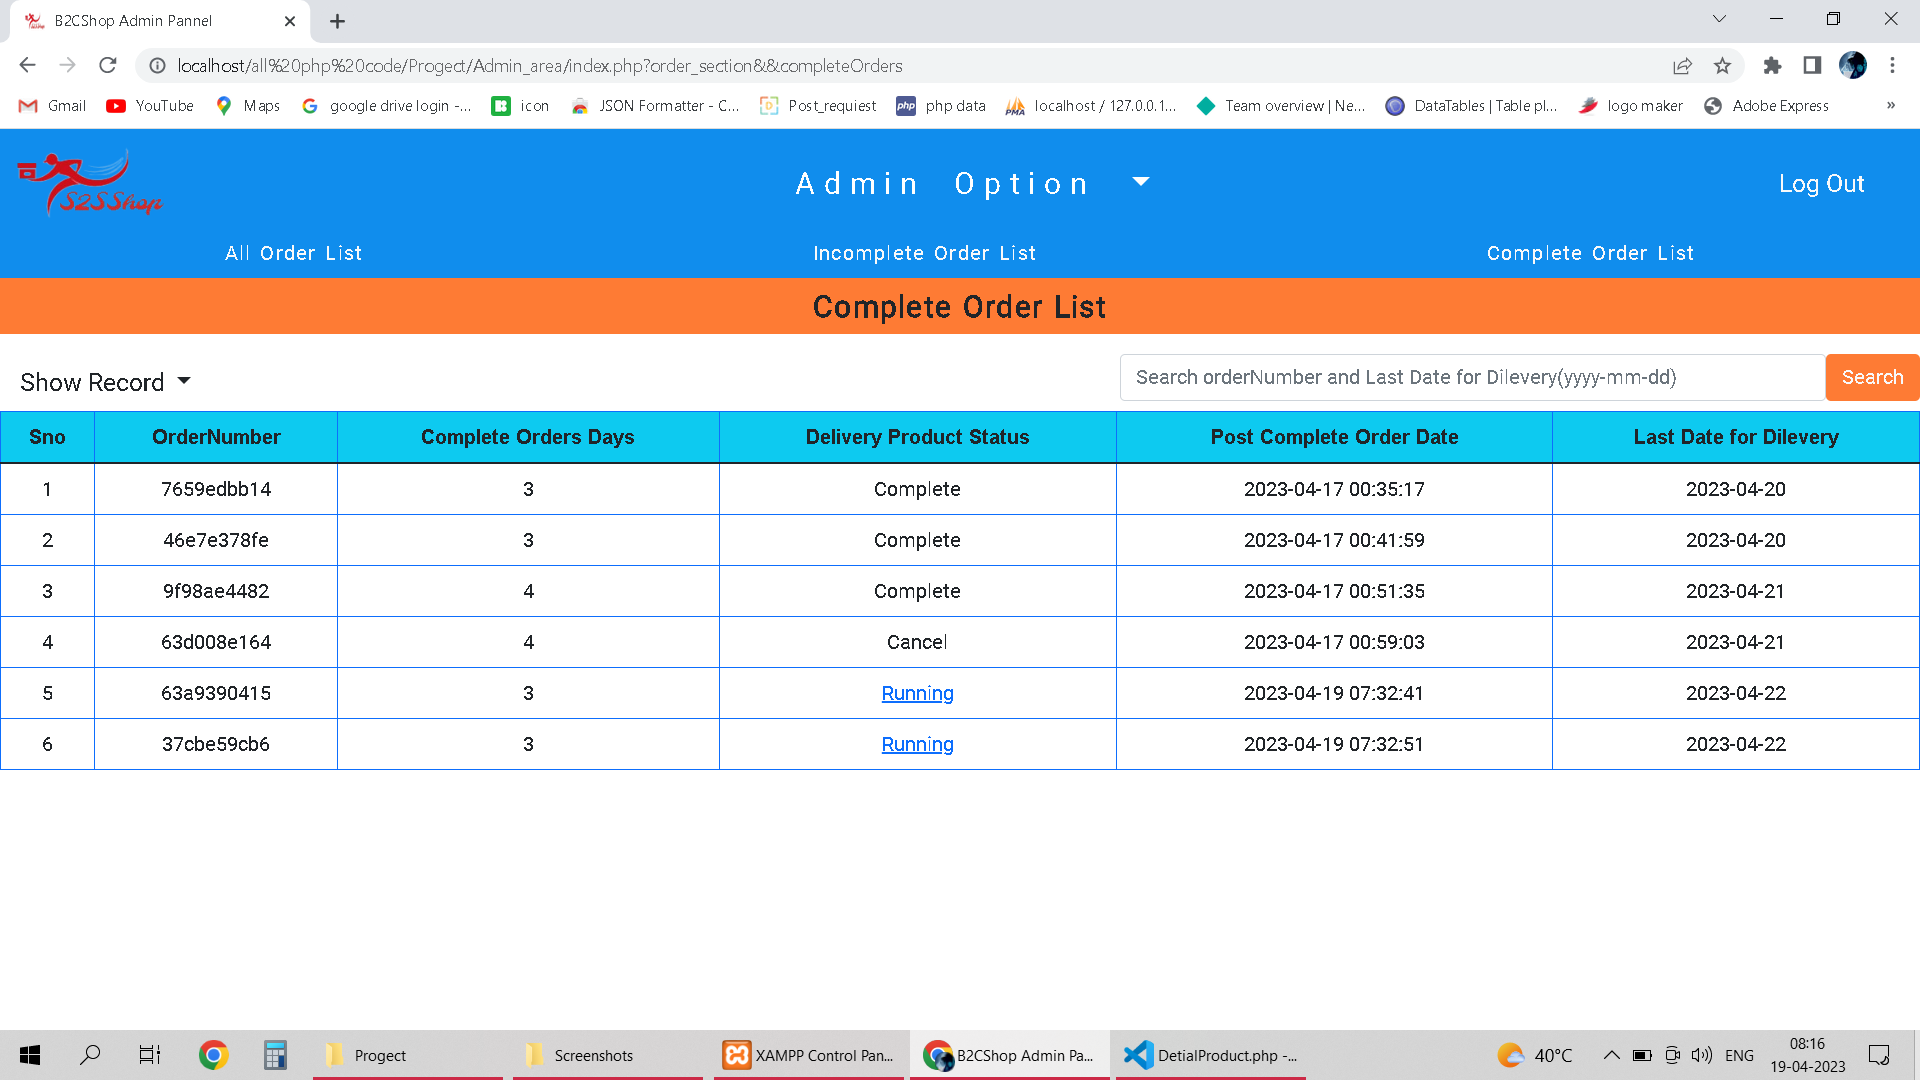 B2CShop Admin Pannel
localhost/all%20php%20code/Progect/Admin_area/index.php?order_section&&completeOrders
Gmail YouTube Maps google drive login -... icon JSON Formatter - C... Post_requiest php php data PMA localhost / 127.0.0.1... Team overview | Ne... DataTables | Table pl... logo maker Adobe Express »
S2SShop
Admin Option
Log Out
All Order List Incomplete Order List Complete Order List
Complete Order List
Show Record
Search orderNumber and Last Date for Dilevery(yyyy-mm-dd) Search
Sno OrderNumber Complete Orders Days Delivery Product Status Post Complete Order Date Last Date for Dilevery
1 7659edbb14 3 Complete 2023-04-17 00:35:17 2023-04-20
2 46e7e378fe 3 Complete 2023-04-17 00:41:59 2023-04-20
3 9f98ae4482 4 Complete 2023-04-17 00:51:35 2023-04-21
4 63d008e164 4 Cancel 2023-04-17 00:59:03 2023-04-21
5 63a9390415 3 Running 2023-04-19 07:32:41 2023-04-22
6 37cbe59cb6 3 Running 2023-04-19 07:32:51 2023-04-22
Progect Screenshots XAMPP Control Pan... B2CShop Admin Pa... DetialProduct.php -... 40°C ENG 08:16
19-04-2023